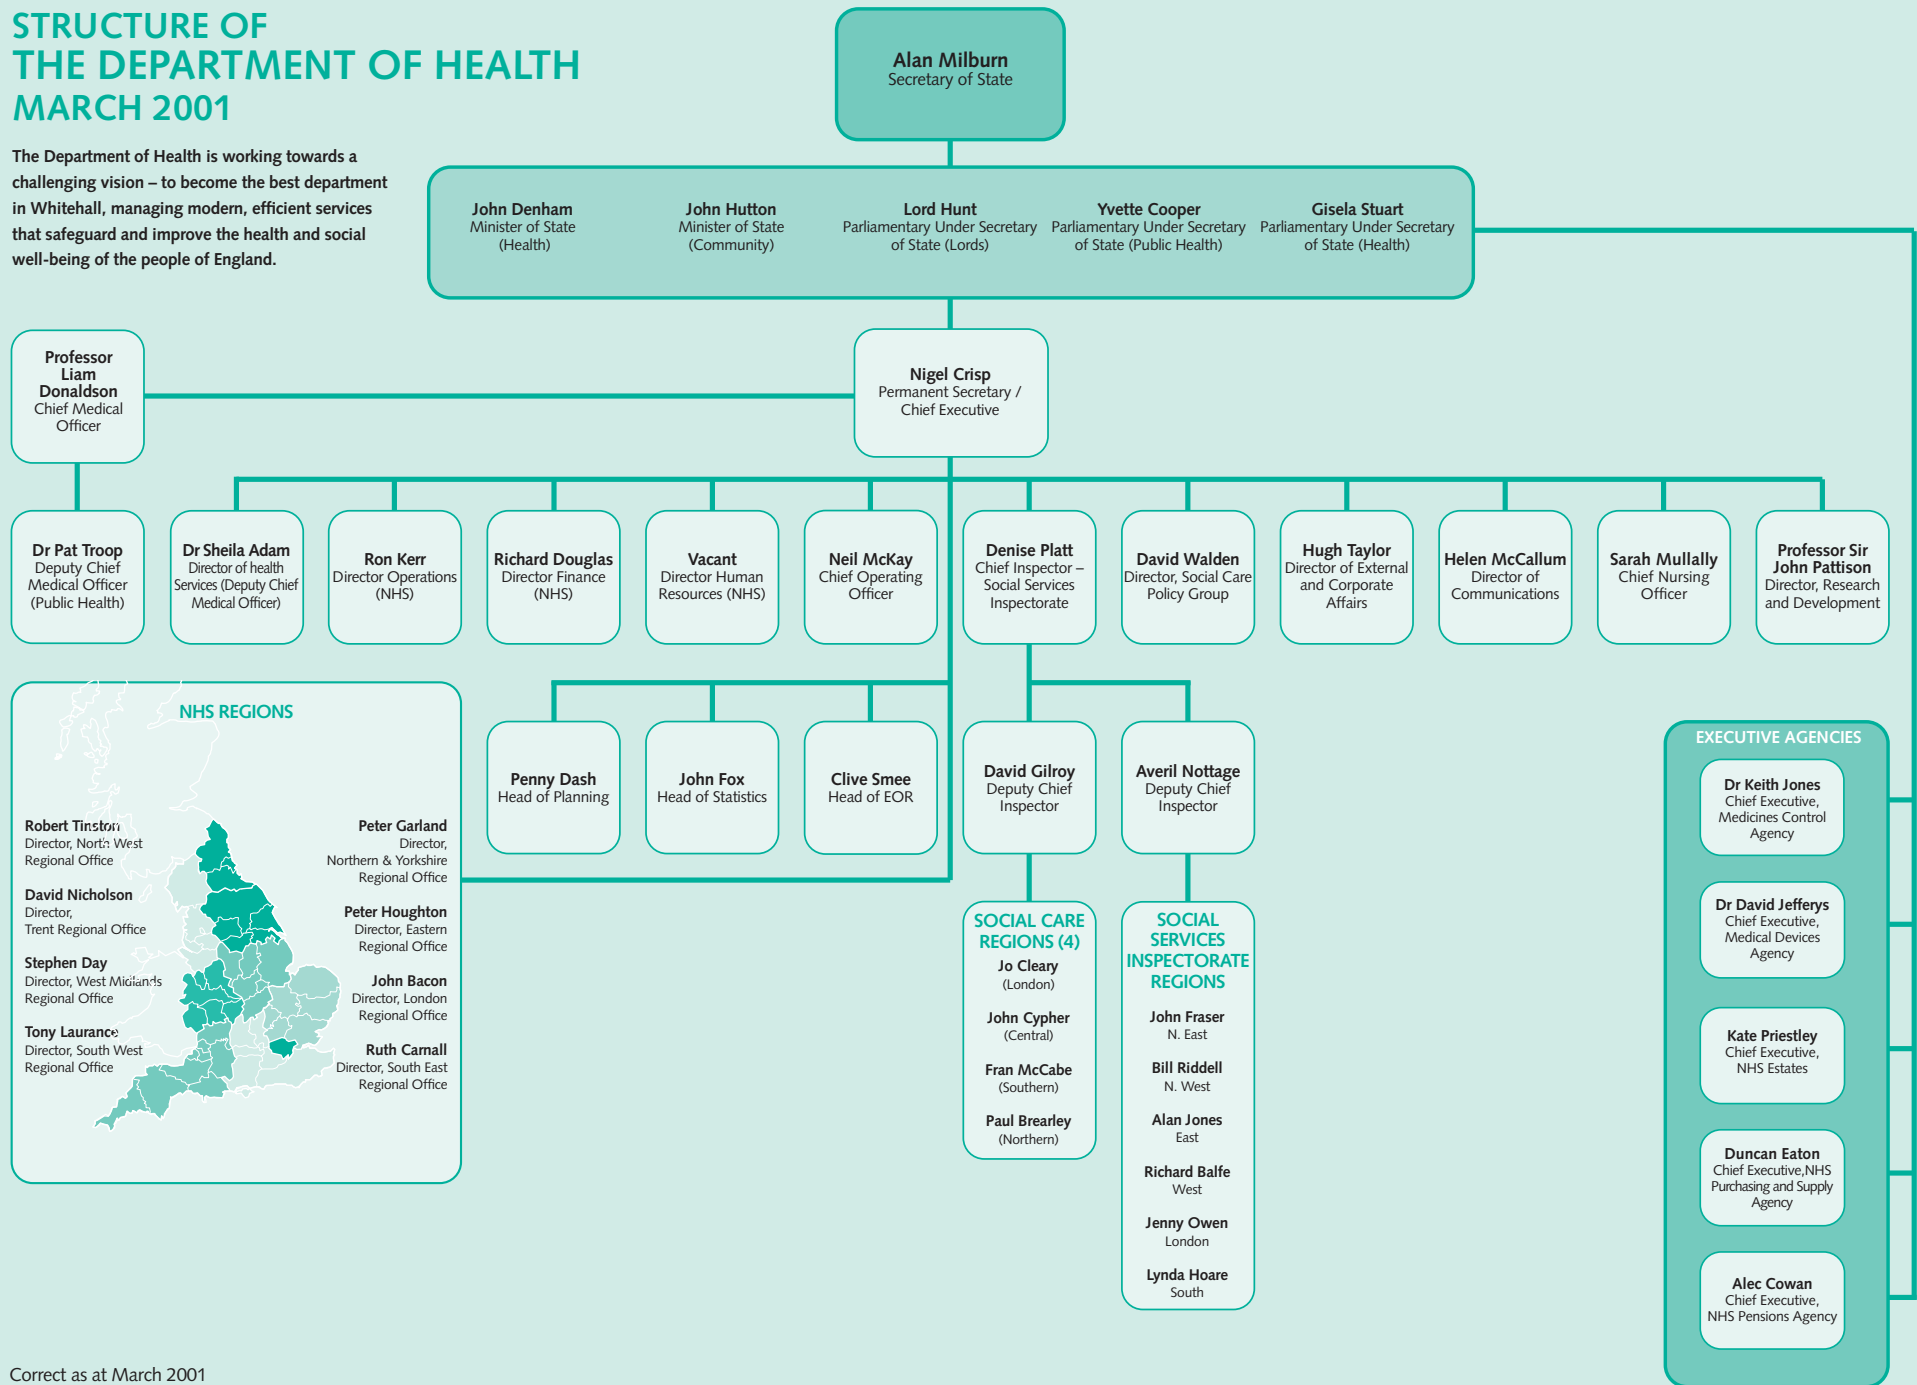 STRUCTURE OF
THE DEPARTMENT OF HEALTH
MARCH 2001
The Department of Health is working towards a
challenging vision – to become the best department
in Whitehall, managing modern, efficient services
that safeguard and improve the health and social
well-being of the people of England.
Alan Milburn
Secretary of State
John Denham
Minister of State
(Health)
John Hutton
Minister of State
(Community)
Lord Hunt
Parliamentary Under Secretary
of State (Lords)
Yvette Cooper
Parliamentary Under Secretary
of State (Public Health)
Gisela Stuart
Parliamentary Under Secretary
of State (Health)
Professor
Liam
Donaldson
Chief Medical
Officer
Nigel Crisp
Permanent Secretary /
Chief Executive
Dr Pat Troop
Deputy Chief
Medical Officer
(Public Health)
Dr Sheila Adam
Director of health
Services (Deputy Chief
Medical Officer)
Ron Kerr
Director Operations
(NHS)
Richard Douglas
Director Finance
(NHS)
Vacant
Director Human
Resources (NHS)
Neil McKay
Chief Operating
Officer
Denise Platt
Chief Inspector –
Social Services
Inspectorate
David Walden
Director, Social Care
Policy Group
Hugh Taylor
Director of External
and Corporate
Affairs
Helen McCallum
Director of
Communications
Sarah Mullally
Chief Nursing
Officer
Professor Sir
John Pattison
Director, Research
and Development
NHS REGIONS
Robert Tinston
Director, North West
Regional Office
David Nicholson
Director,
Trent Regional Office
Stephen Day
Director, West Midlands
Regional Office
Tony Laurance
Director, South West
Regional Office
Peter Garland
Director,
Northern & Yorkshire
Regional Office
Peter Houghton
Director, Eastern
Regional Office
John Bacon
Director, London
Regional Office
Ruth Carnall
Director, South East
Regional Office
Penny Dash
Head of Planning
John Fox
Head of Statistics
Clive Smee
Head of EOR
David Gilroy
Deputy Chief
Inspector
Averil Nottage
Deputy Chief
Inspector
SOCIAL CARE
REGIONS (4)
Jo Cleary
(London)
John Cypher
(Central)
Fran McCabe
(Southern)
Paul Brearley
(Northern)
SOCIAL
SERVICES
INSPECTORATE
REGIONS
John Fraser
N. East
Bill Riddell
N. West
Alan Jones
East
Richard Balfe
West
Jenny Owen
London
Lynda Hoare
South
EXECUTIVE AGENCIES
Dr Keith Jones
Chief Executive,
Medicines Control
Agency
Dr David Jefferys
Chief Executive,
Medical Devices
Agency
Kate Priestley
Chief Executive,
NHS Estates
Duncan Eaton
Chief Executive,NHS
Purchasing and Supply
Agency
Alec Cowan
Chief Executive,
NHS Pensions Agency
Correct as at March 2001